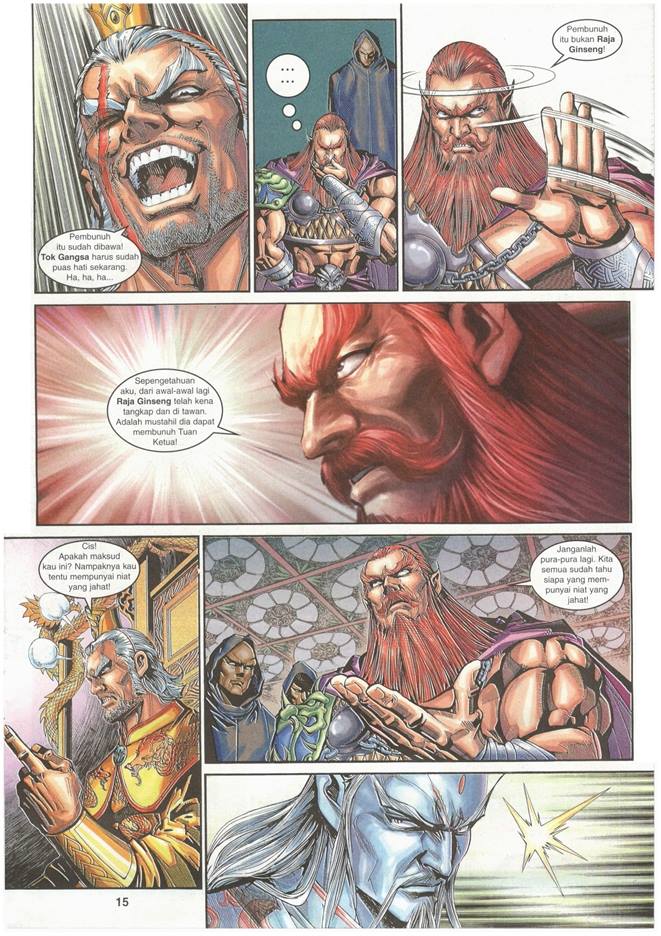 Pembunuh
itu sudah dibawa!
Tok Gangsa harus sudah
puas hati sekarang.
Ha, ha, ha...
... ...
Pembunuh
itu bukan Raja
Ginseng!
Sepengetahuan
aku, dari awal-awal lagi
Raja Ginseng telah kena
tangkap dan di tawan.
Adalah mustahil dia dapat
membunuh Tuan
Ketua!
Cis!
Apakah maksud
kau ini? Nampaknya kau
tentu mempunyai niat
yang jahat!
Janganlah
pura-pura lagi. Kita
semua sudah tahu
siapa yang mem-
punyai niat yang
jahat!
15